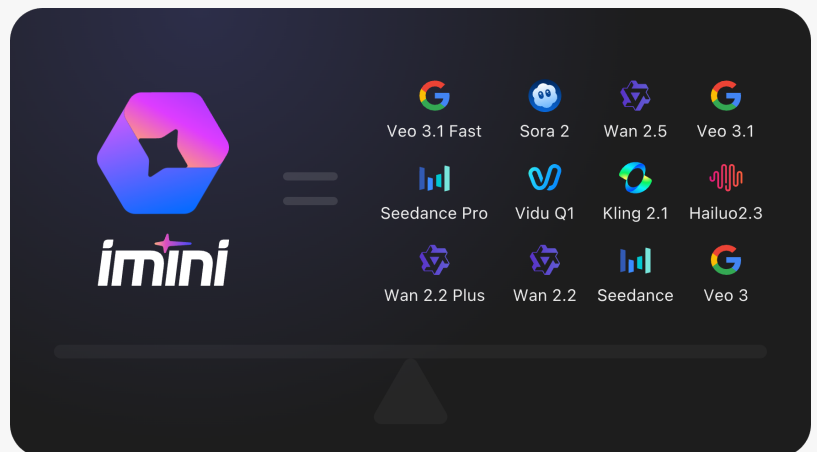 Veo 3.1 Fast
Sora 2
Wan 2.5
Veo 3.1
Seedance Pro
Vidu Q1
Kling 2.1
Hailuo2.3
imini
Wan 2.2 Plus
Wan 2.2
Seedance
Veo 3